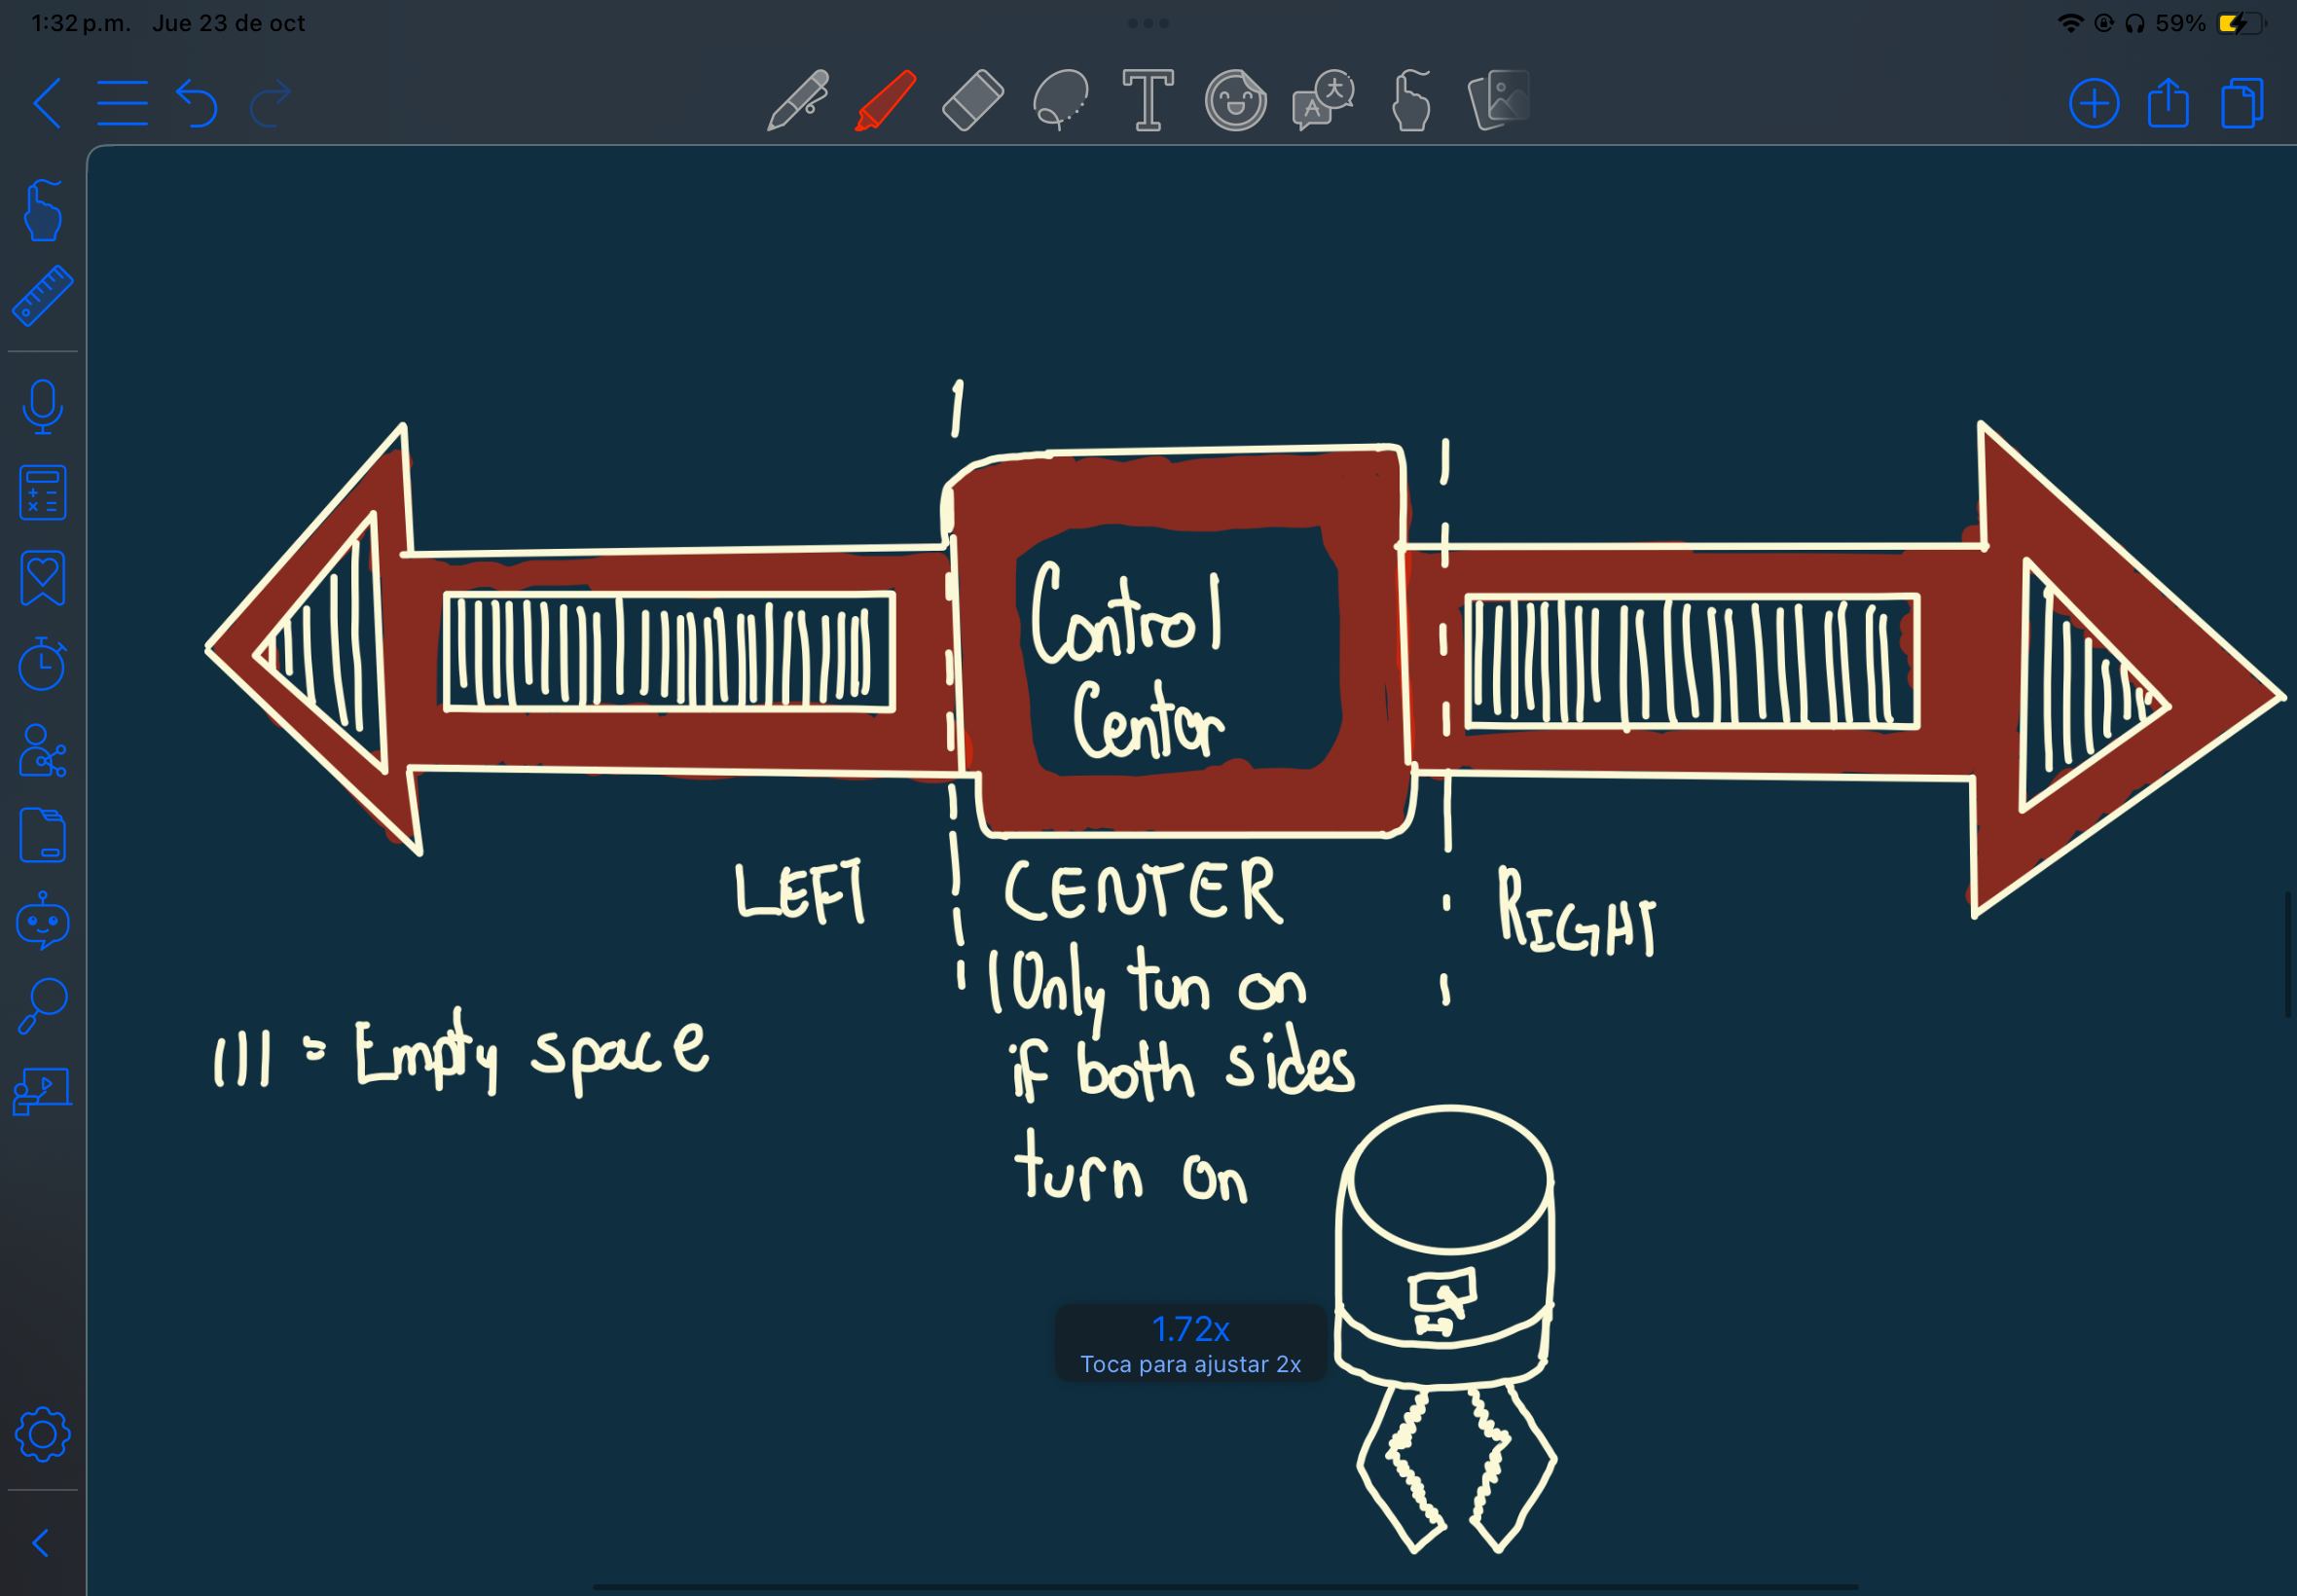 1:32 p.m. Jue 23 de oct
59%
Control
Center
LEFT
CENTER
RIGHT
(Only turn on
if both sides
turn on
||| = Empty space
1.72x
Toca para ajustar 2x